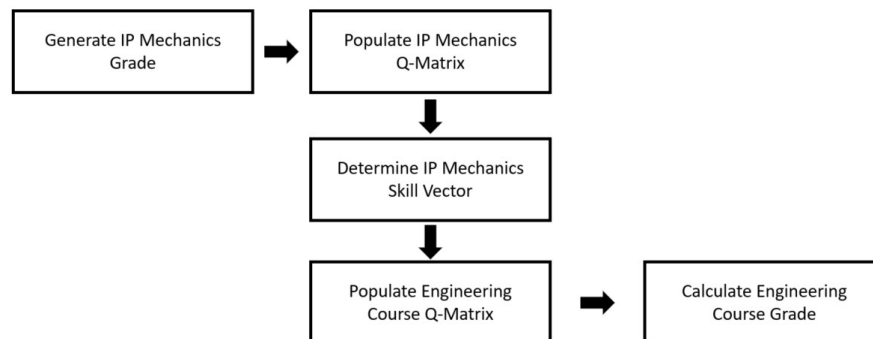 Generate IP Mechanics
Grade
Populate IP Mechanics
Q-Matrix
Determine IP Mechanics
Skill Vector
Populate Engineering
Course Q-Matrix
Calculate Engineering
Course Grade